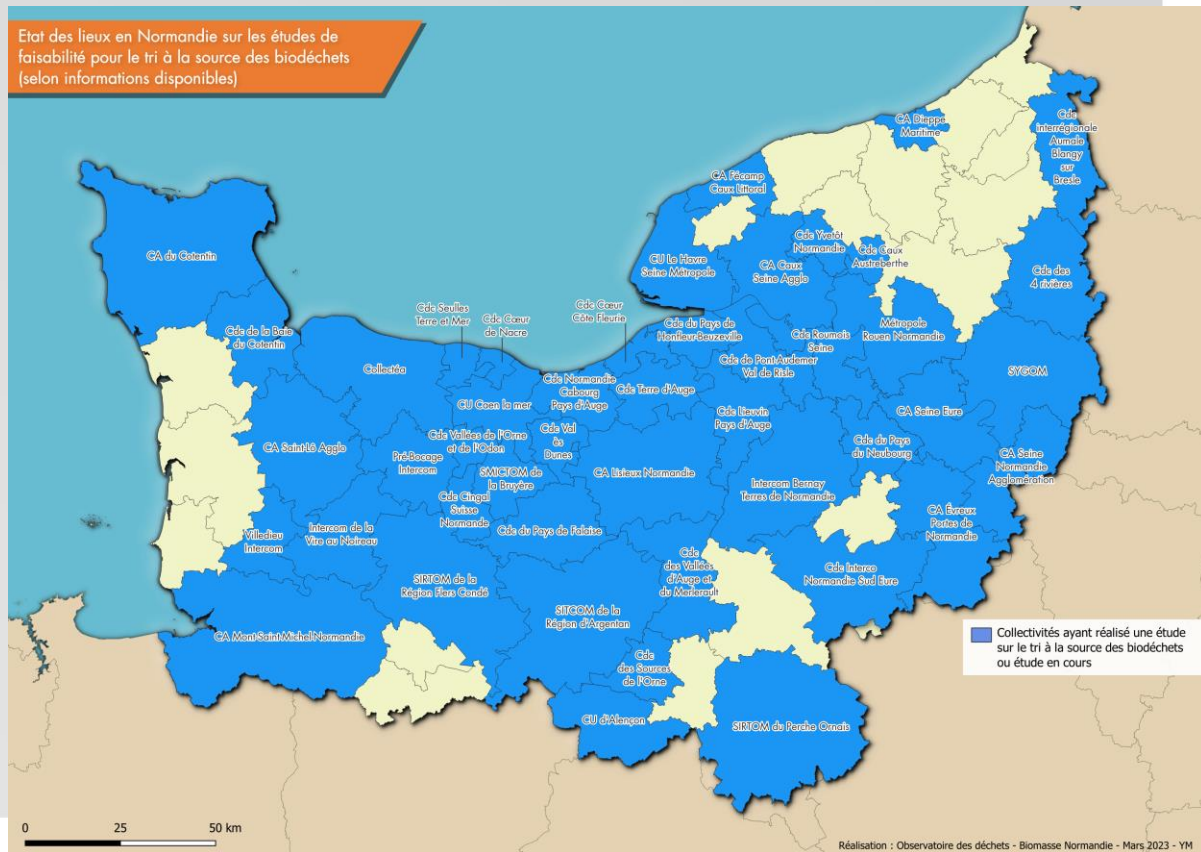 Etat des lieux en Normandie sur les études de
faisabilité pour le tri à la source des biodéchets
(selon informations disponibles)
CA Dieppe
Maritime
Cdc
interrégionale
Aumale
Blangy
sur
Bresle
CA Fécamp
Caux Littoral
Cdc Yvetôt
Normandie
Cdc Caux
Austreberthe
CA du Cotentin
CU Le Havre
Seine Métropole
CA Caux
Seine Agglo
Cdc des
4 rivières
Cdc Seulles
Terre et Mer
Cdc Cœur
de Nacre
Cdc Cœur
Côte Fleurie
Cdc du Pays de
Honfleur-Beuzeville
Cdc Roumois
Seine
Métropole
Rouen Normandie
Cdc de la Baie
du Cotentin
Collectéa
Cdc de Pont-Audemer
Val de Risle
SYGOM
Cdc Normandie
Cabourg
Pays d'Auge
Cdc Terre d'Auge
CU Caen la mer
Cdc Lieuvin
Pays d'Auge
CA Seine Eure
CA Saint-Lô Agglo
Cdc Vallées de l'Orne
et de l'Odon
Cdc Val
ès
Dunes
Cdc du Pays
du Neubourg
CA Seine
Normandie
Agglomération
Pré-Bocage
Intercom
SMICTOM de
la Bruyère
CA Lisieux Normandie
Intercom Bernay
Terres de Normandie
Cdc Cingal
Suisse
Normande
CA Evreux
Portes de
Normandie
Villedieu
Intercom
Intercom de la
Vire au Noireau
Cdc du Pays de Falaise
Cdc
des Vallées
d'Auge et
du Merlerault
Cdc Interco
Normandie Sud Eure
SIRTOM de la
Région Flers Condé
SITCOM de la
Région d'Argentan
CA Mont-Saint-Michel-Normandie
Cdc
des Sources
de l'Orne
CU d'Alençon
SIRTOM du Perche Ornais
Collectivités ayant réalisé une étude
sur le tri à la source des biodéchets
ou étude en cours
0 25 50 km
Réalisation : Observatoire des déchets - Biomasse Normandie - Mars 2023 - YM